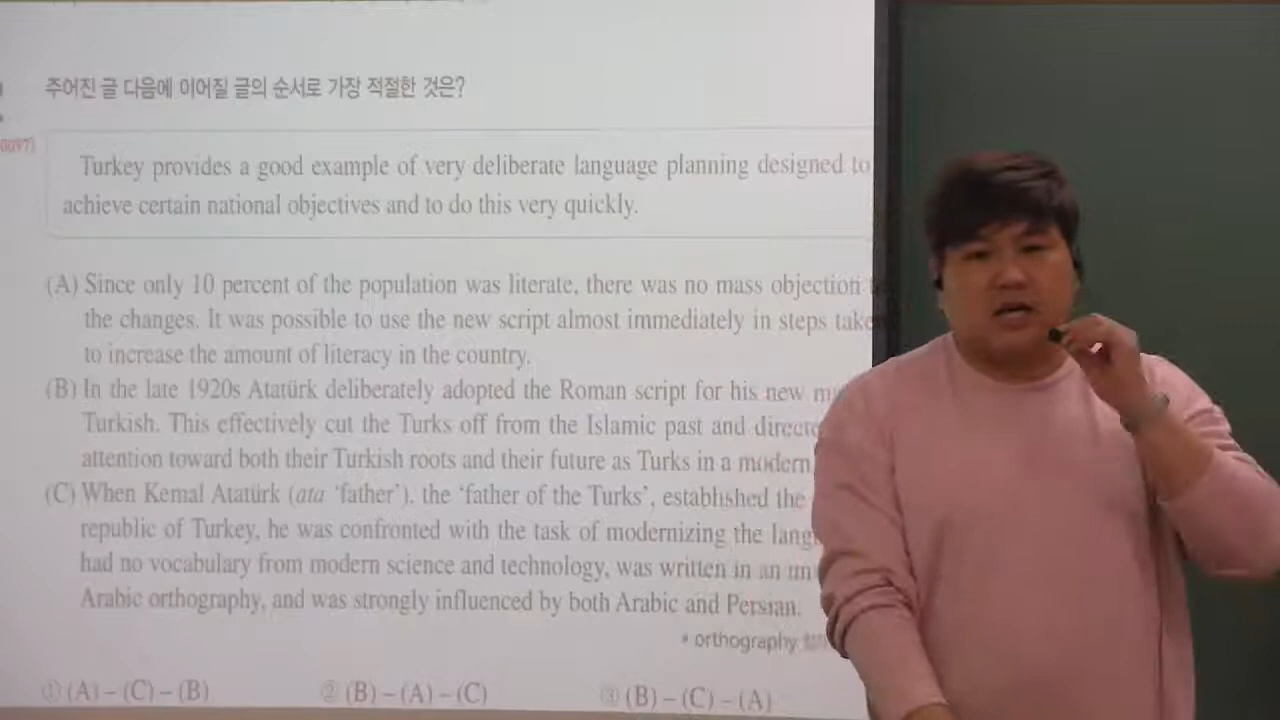 0097)
주어진 글 다음에 이어질 글의 순서로 가장 적절한 것은?
Turkey provides a good example of very deliberate language planning designed to
achieve certain national objectives and to do this very quickly.
(A) Since only 10 percent of the population was literate, there was no mass objection
the changes. It was possible to use the new script almost immediately in steps take
to increase the amount of literacy in the country.
(B) In the late 1920s Atatürk deliberately adopted the Roman script for his new
Turkish. This effectively cut the Turks off from the Islamic past and directe
attention toward both their Turkish roots and their future as Turks in a modern
(C) When Kemal Atatürk (ata ‘father’), the ‘father of the Turks’, established the
republic of Turkey, he was confronted with the task of modernizing the
had no vocabulary from modern science and technology, was written in an
Arabic orthography, and was strongly influenced by both Arabic and Persian.
* orthography
① (A) – (C) – (B)
② (B) – (A) – (C)
③ (B) – (C) – (A)